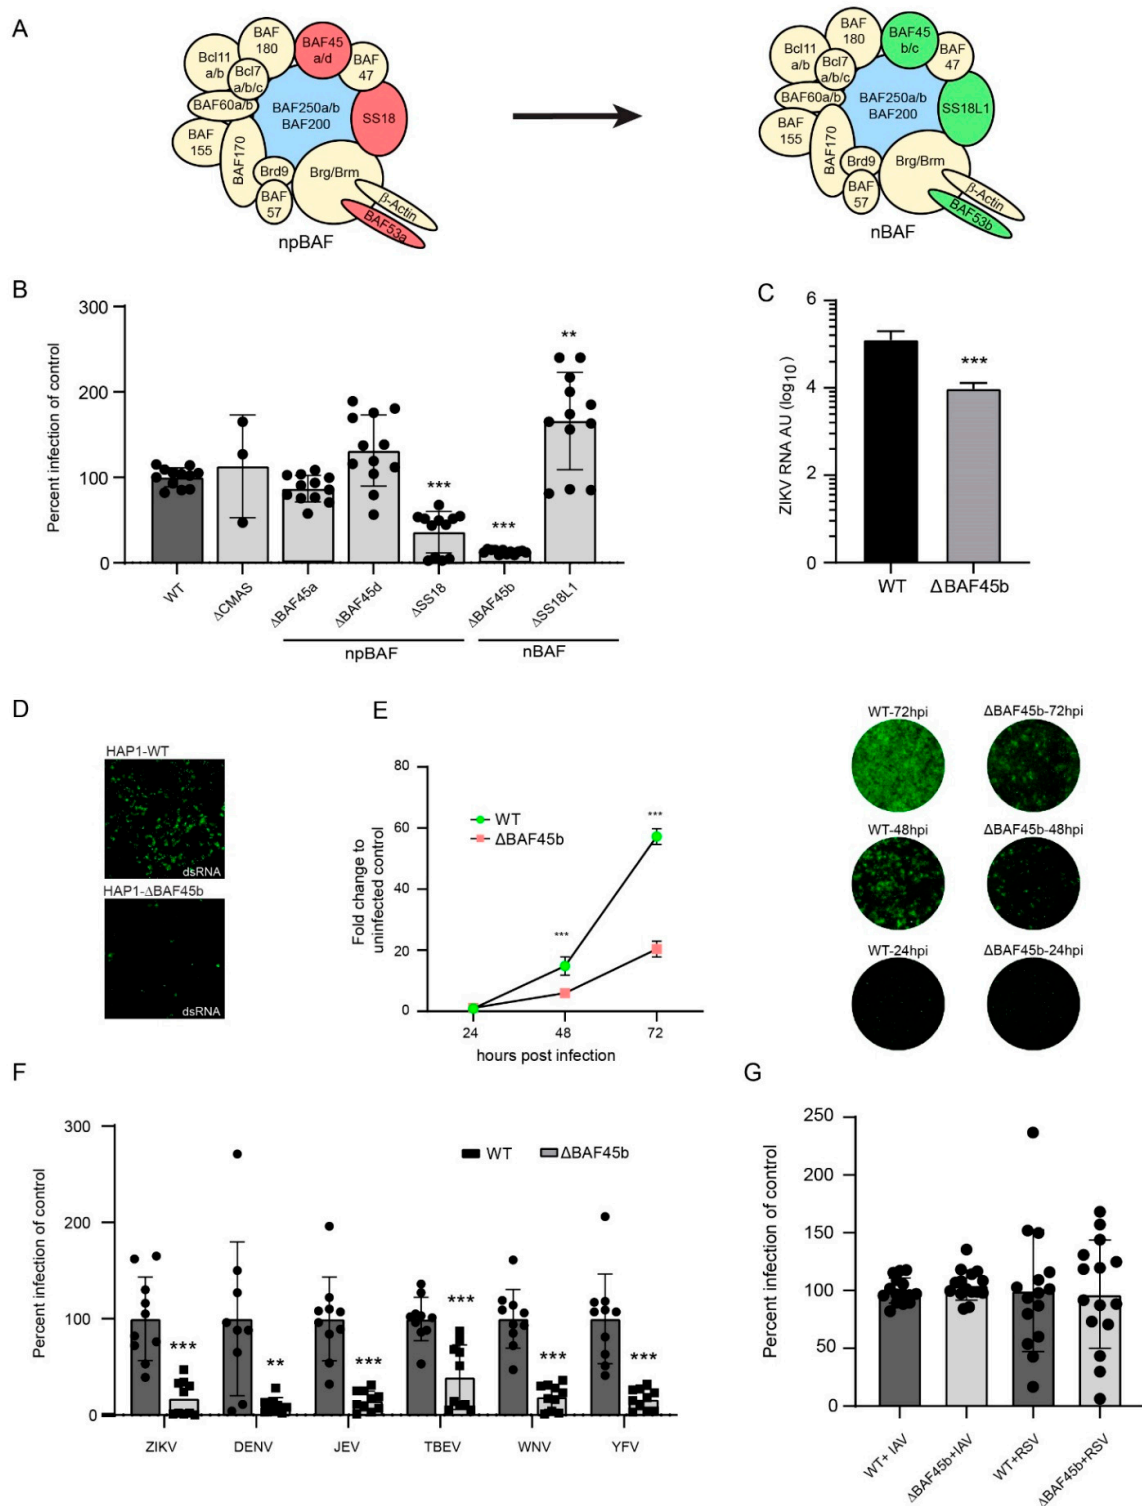 A
BAF
180
BAF45
a/d
Bcl11
a/b
Bcl7
a/b/c
BAF
47
BAF60a/b
BAF250a/b
BAF200
SS18
BAF
155
BAF170
Brd9
Brg/Brm
BAF
57
β-Actin
BAF53a
npBAF
BAF
180
BAF45
b/c
Bcl11
a/b
Bcl7
a/b/c
BAF
47
BAF60a/b
BAF250a/b
BAF200
SS18L1
BAF
155
BAF170
Brd9
Brg/Brm
BAF
57
β-Actin
BAF53b
nBAF
B
Percent infection of control
300
200
100
0
**
***
***
WT
ΔCMAS
ΔBAF45a
ΔBAF45d
ΔSS18
ΔBAF45b
ΔSS18L1
npBAF
nBAF
C
ZIKV RNA AU (log10)
6
4
2
0
***
WT
ΔBAF45b
D
HAP1-WT
dsRNA
HAP1-ΔBAF45b
dsRNA
E
Fold change to
uninfected control
80
60
40
20
0
WT
ΔBAF45b
***
***
24
48
72
hours post infection
WT-72hpi
ΔBAF45b-72hpi
WT-48hpi
ΔBAF45b-48hpi
WT-24hpi
ΔBAF45b-24hpi
F
Percent infection of control
300
200
100
0
WT
ΔBAF45b
***
**
***
***
***
***
ZIKV
DENV
JEV
TBEV
WNV
YFV
G
Percent infection of control
250
200
150
100
50
0
WT+ IAV
ΔBAF45b+IAV
WT+RSV
ΔBAF45b+RSV